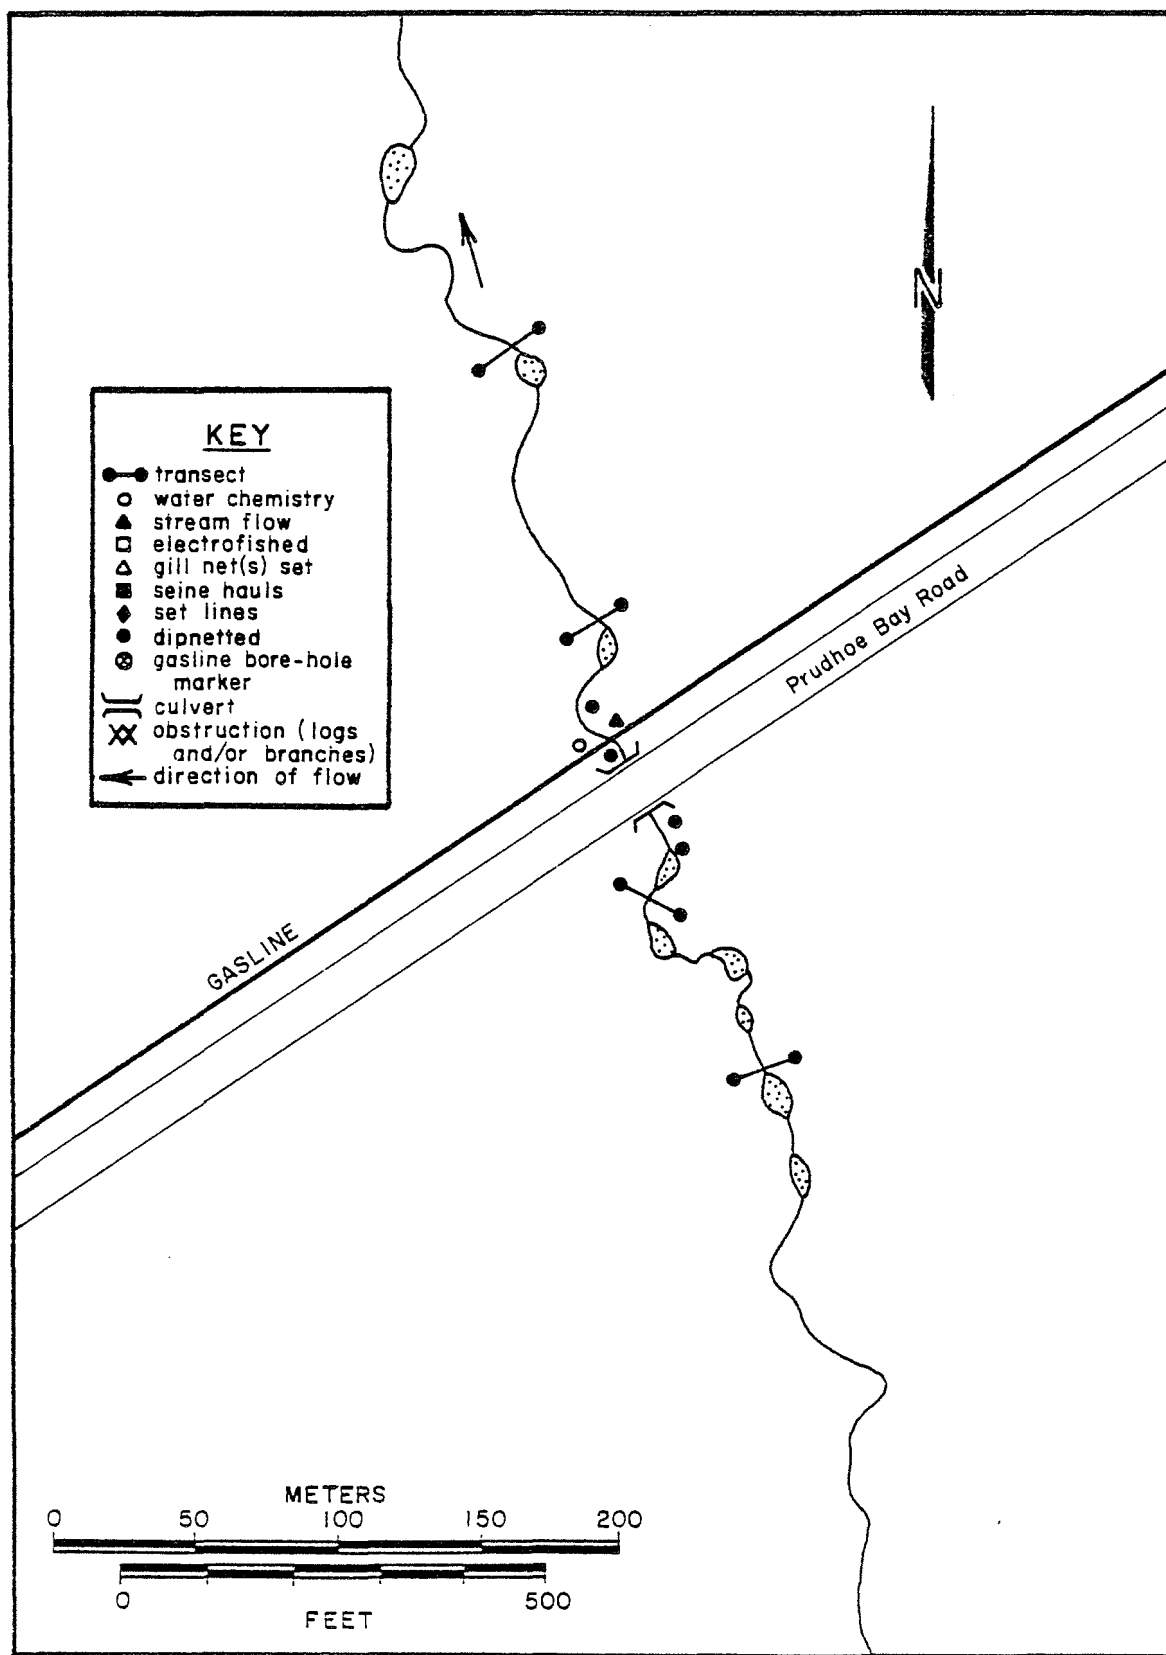 N
KEY
transect
water chemistry
stream flow
electrofished
gill net(s) set
seine hauls
set lines
dipnetted
gasline bore-hole
marker
culvert
obstruction (logs
and/or branches)
direction of flow
Prudhoe Bay Road
GASLINE
METERS
0 50 100 150 200
0 500
FEET